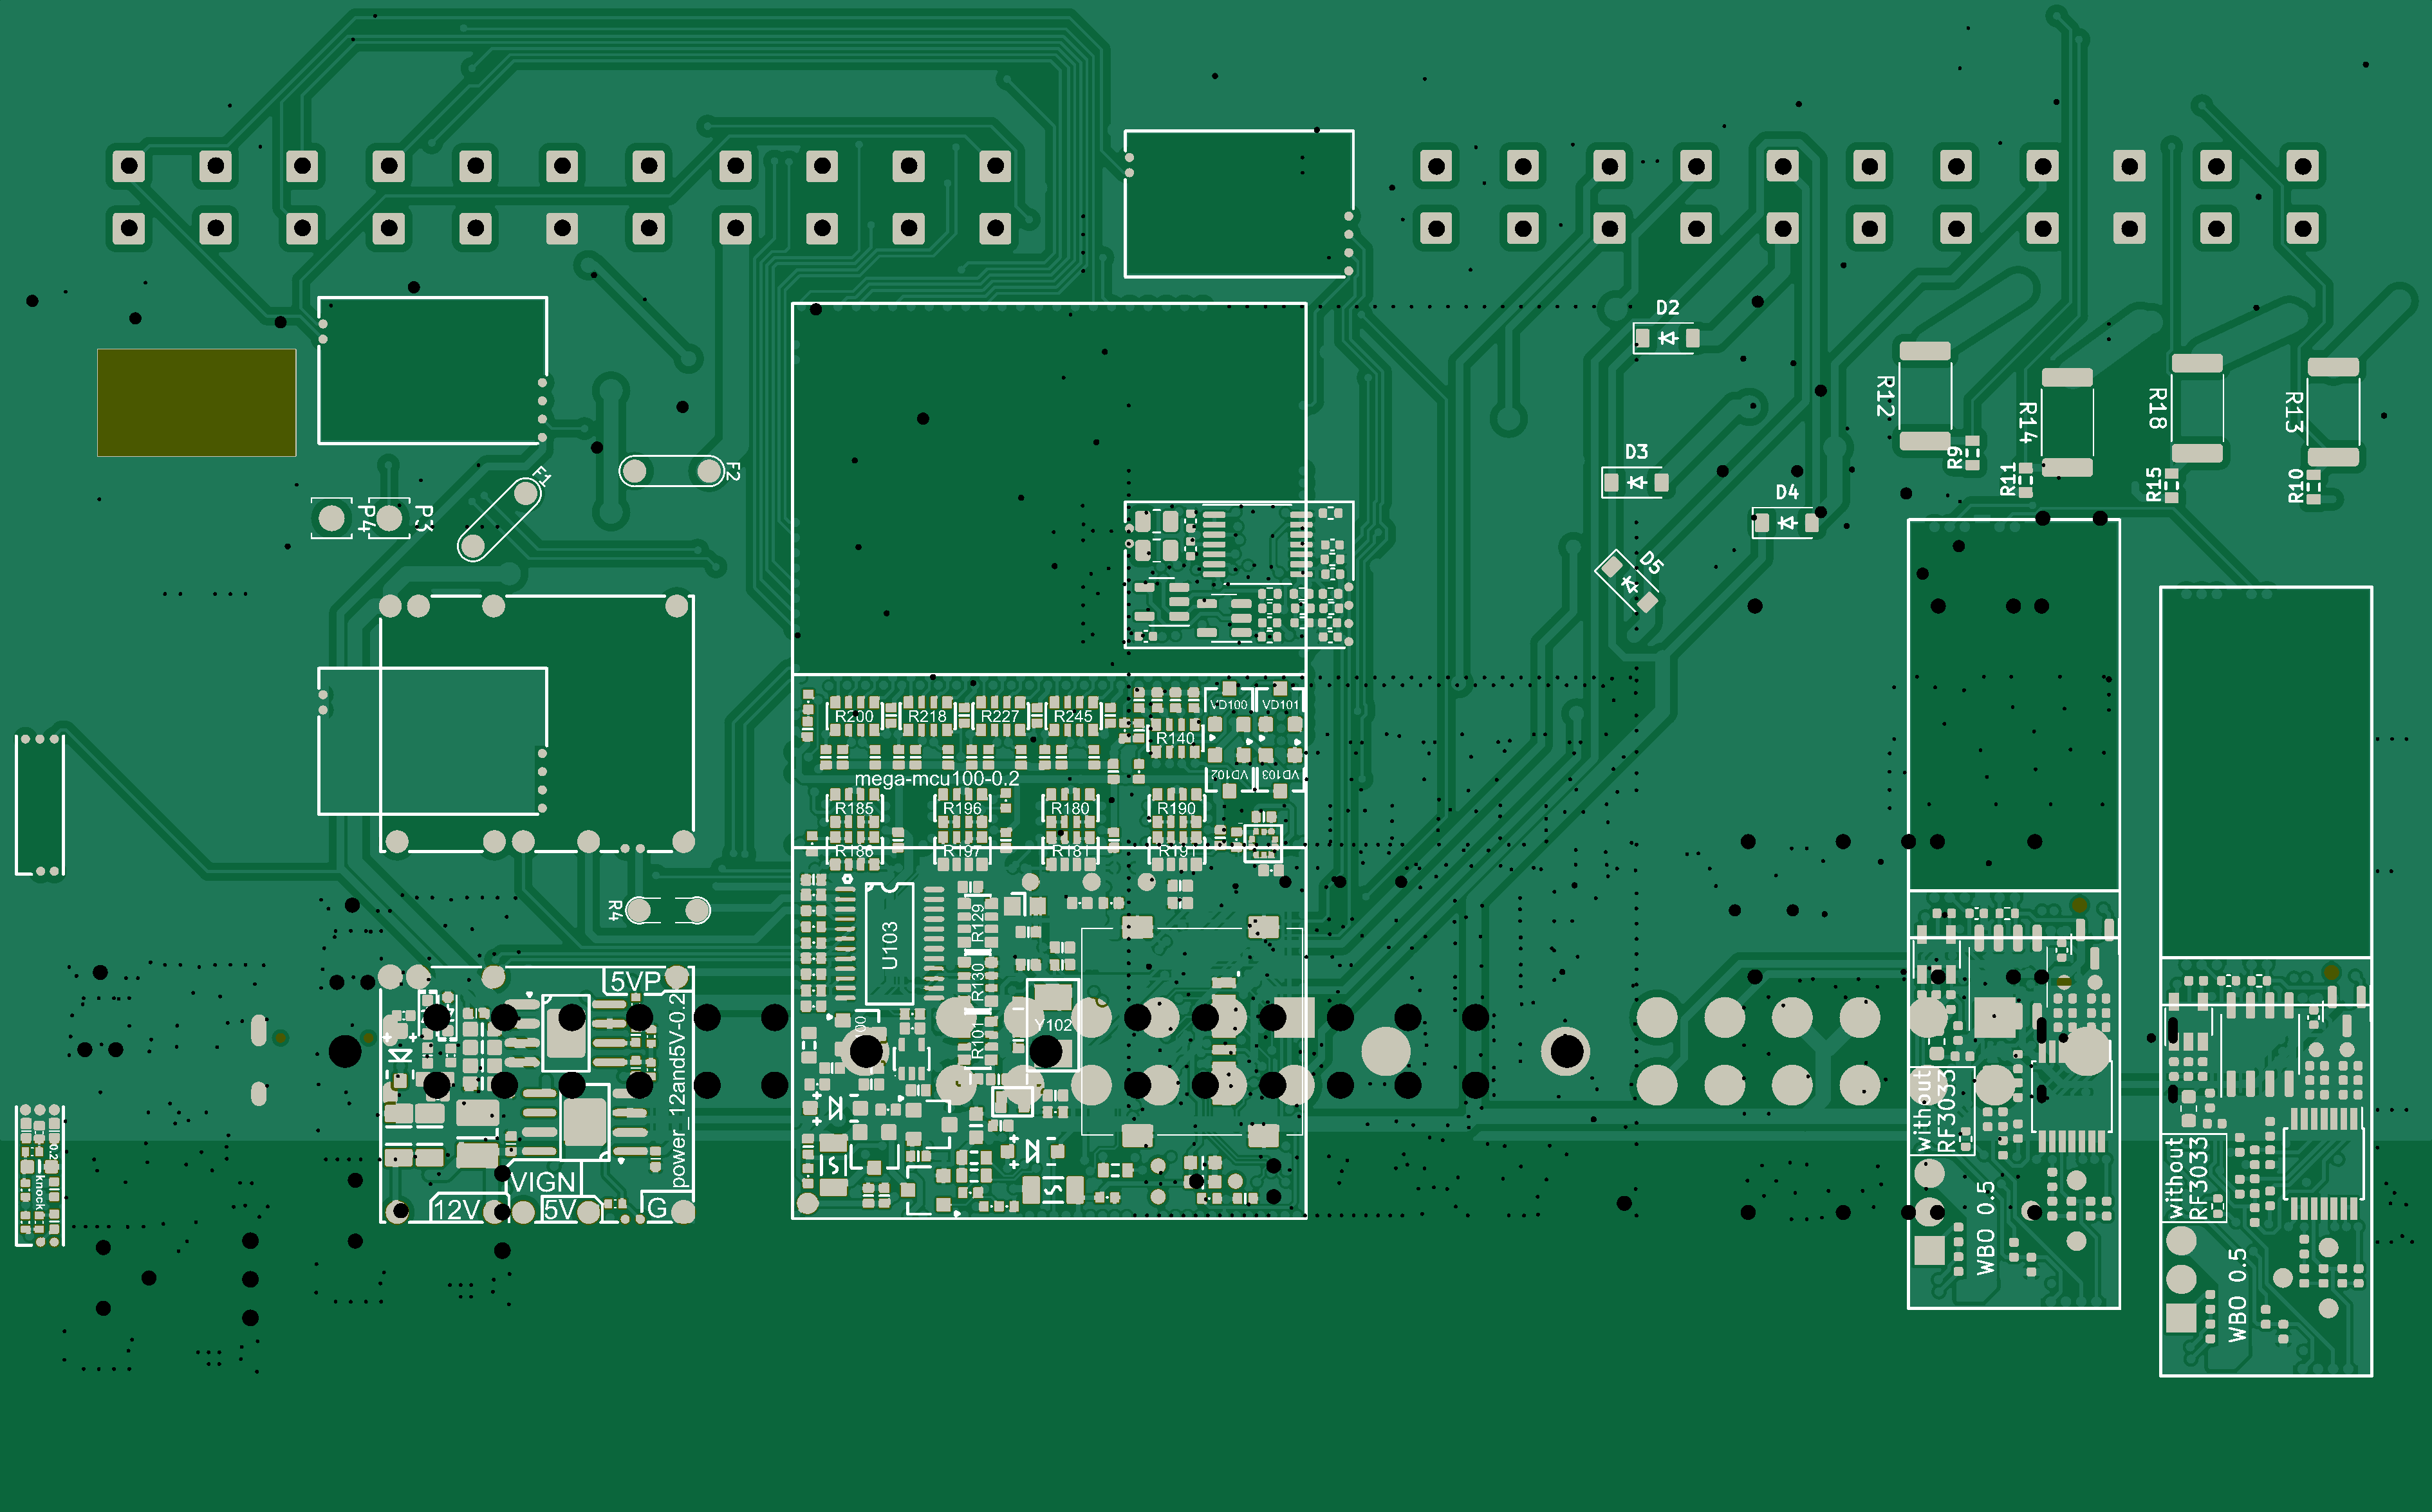 D2
R12
R14
R18
R13
D3
F2
F1
R9
R11
R15
R10
D4
P4
P3
D5
VD100
VD101
R200
R218
R227
R245
R140
VD102
VD103
mega-mcu100-0.2
R185
R196
R180
R190
R186
R197
R181
R191
R4
U103
R129
R130
R101
Y102
5VP
power_12and5V-0.2
VIGN
12V
5V
G
knock
0.2
without
RF3033
WBO 0.5
without
RF3033
WBO 0.5